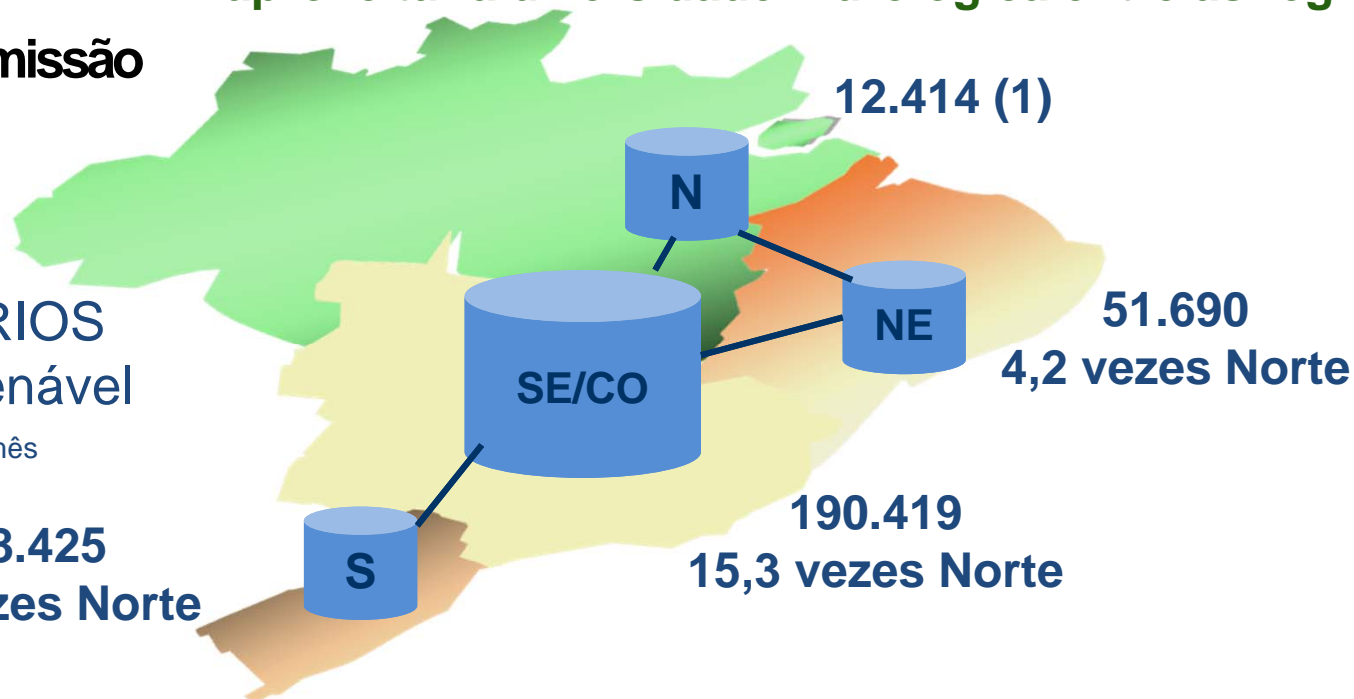 missão
12.414 (1)
N
RIOS
enável
mês
NE
51.690
4,2 vezes Norte
SE/CO
190.419
15,3 vezes Norte
3.425
zes Norte
S